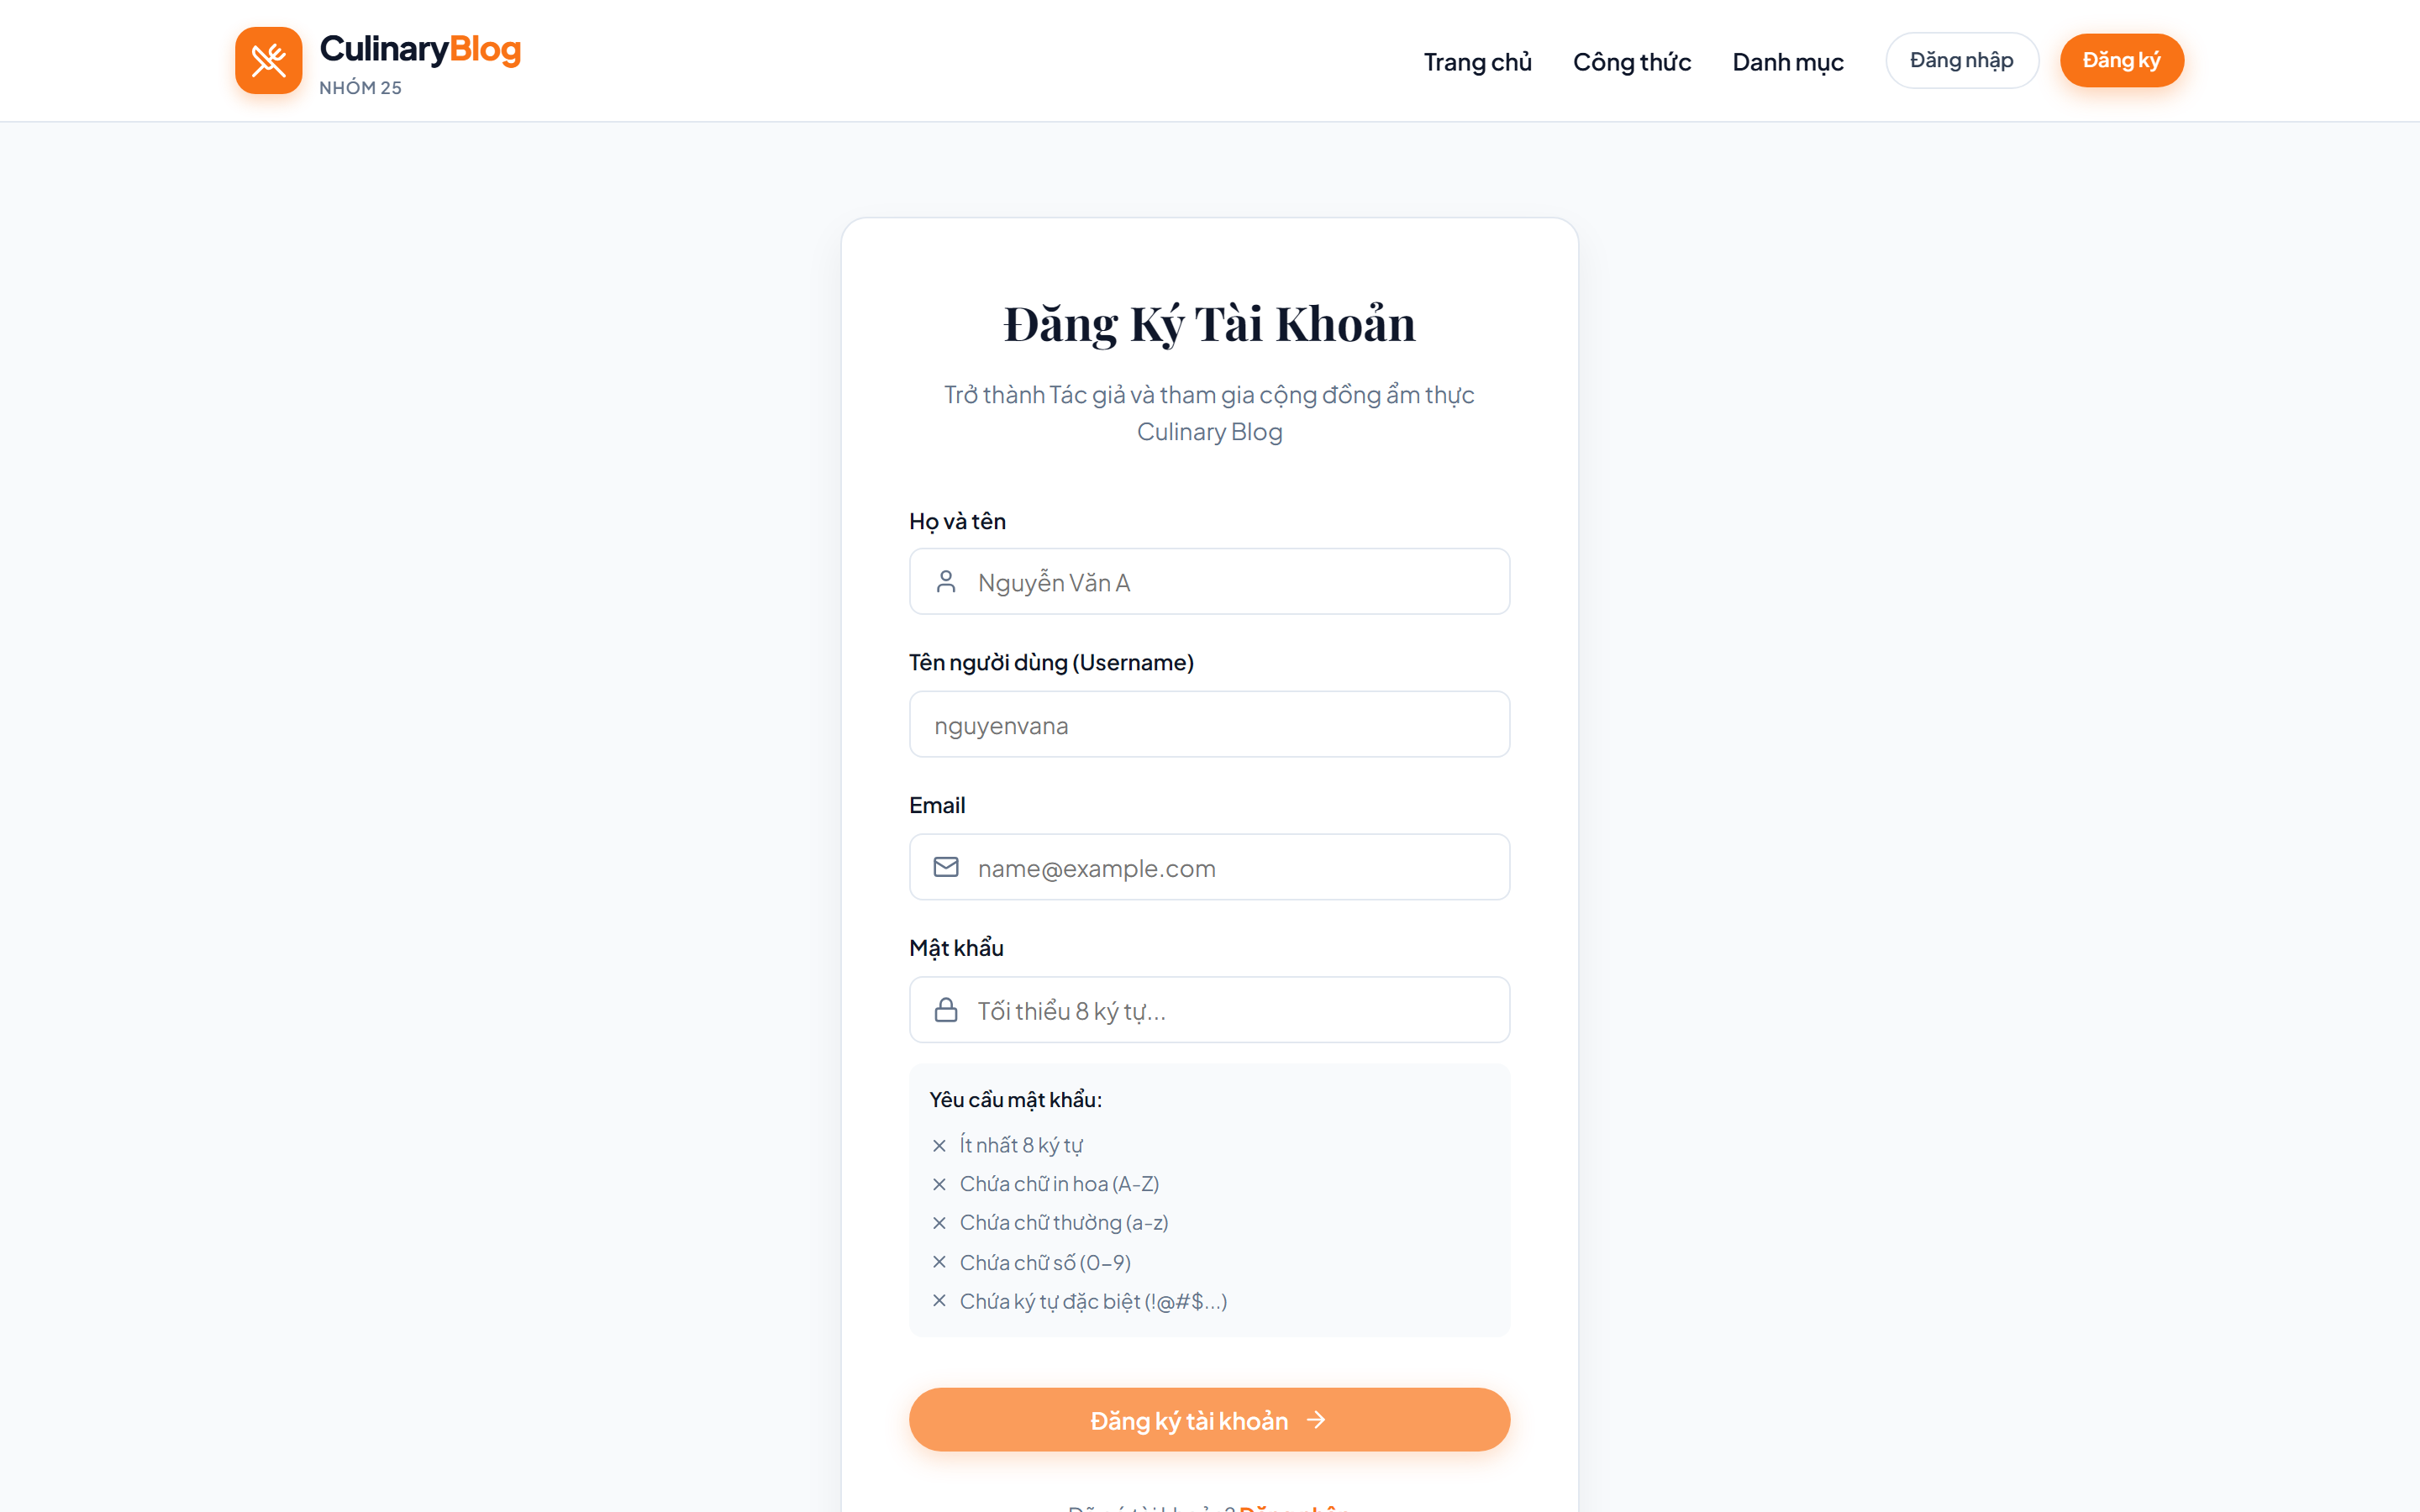 CulinaryBlog
NHÓM 25
Trang chủ
Công thức
Danh mục
Đăng nhập
Đăng ký
Đăng Ký Tài Khoản
Trở thành Tác giả và tham gia cộng đồng ẩm thực
Culinary Blog
Họ và tên
Nguyễn Văn A
Tên người dùng (Username)
nguyenvana
Email
name@example.com
Mật khẩu
Tối thiểu 8 ký tự...
Yêu cầu mật khẩu:
Ít nhất 8 ký tự
Chứa chữ in hoa (A-Z)
Chứa chữ thường (a-z)
Chứa chữ số (0-9)
Chứa ký tự đặc biệt (!@#$...)
Đăng ký tài khoản